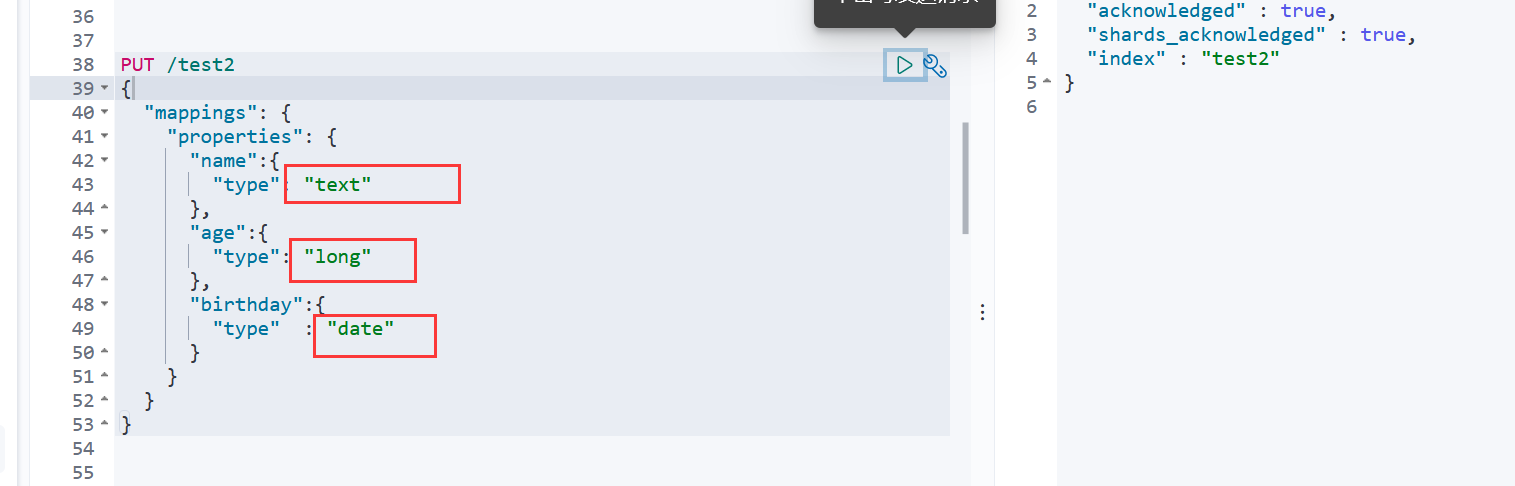 36
37
38 PUT /test2
39 {
40 "mappings": {
41 "properties": {
42 "name":{
43 "type": "text"
44 },
45 "age":{
46 "type": "long"
47 },
48 "birthday":{
49 "type" : "date"
50 }
51 }
52 }
53 }
54
55
2 "acknowledged" : true,
3 "shards_acknowledged" : true,
4 "index" : "test2"
5 }
6